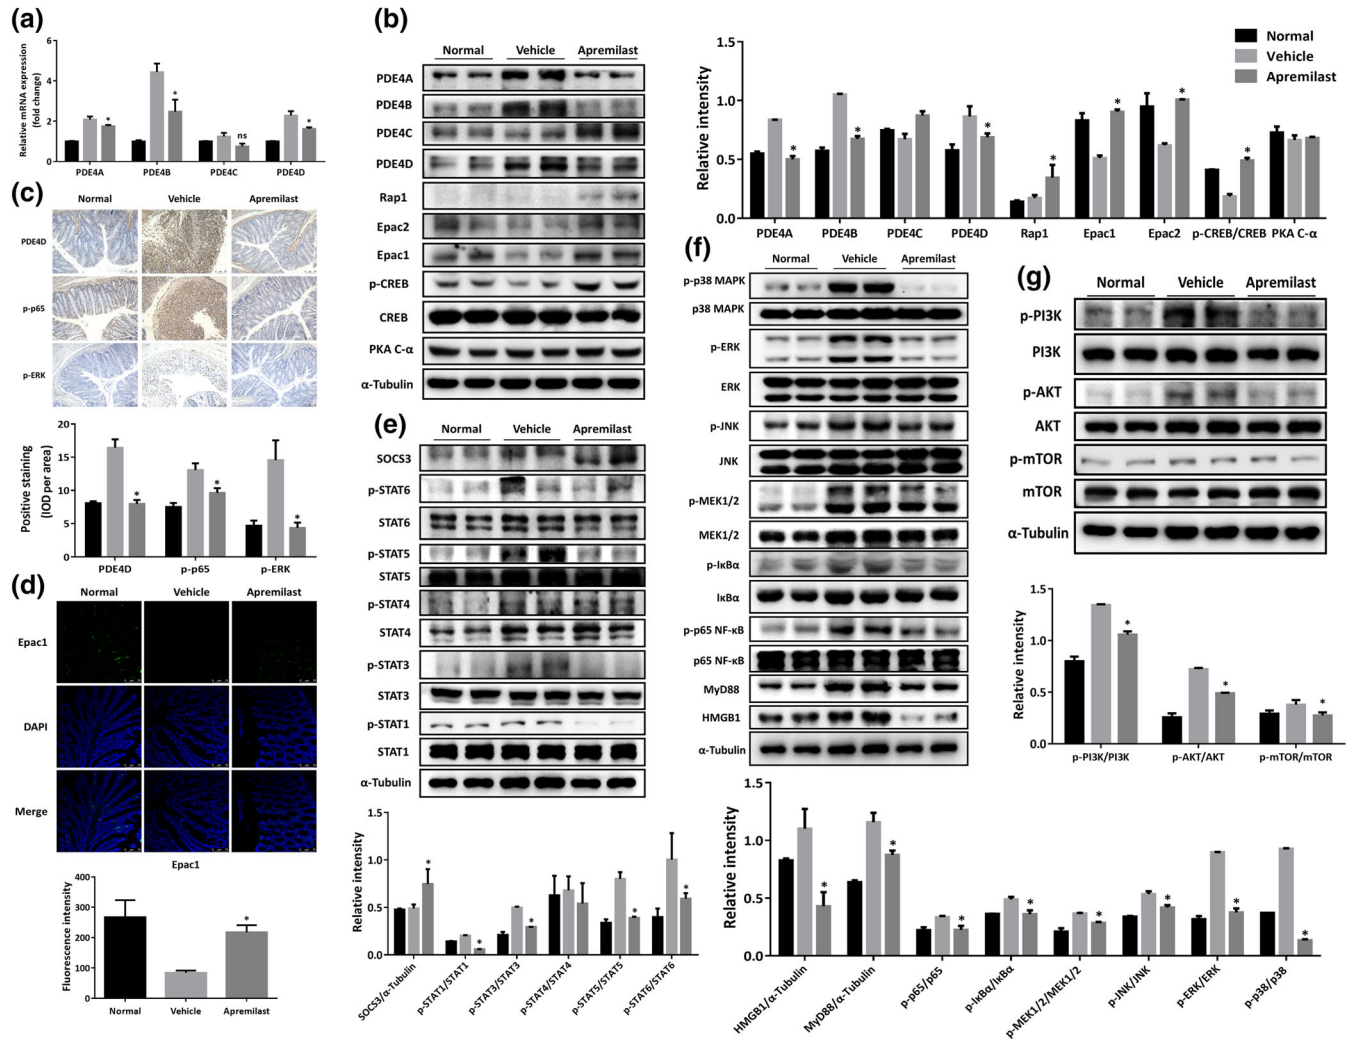 (a)
Relative mRNA expression
(fold change)
6
4
2
0
*
*
ns
*
PDE4A
PDE4B
PDE4C
PDE4D
(b)
Normal
Vehicle
Apremilast
PDE4A
PDE4B
PDE4C
PDE4D
Rap1
Epac2
Epac1
p-CREB
CREB
PKA C-α
α-Tubulin
Normal
Vehicle
Apremilast
Relative intensity
1.5
1.0
0.5
0.0
*
*
*
*
*
*
*
PDE4A
PDE4B
PDE4C
PDE4D
Rap1
Epac1
Epac2
p-CREB/CREB
PKA C-α
(c)
Normal
Vehicle
Apremilast
PDE4D
p-p65
p-ERK
Positive staining
(IOD per area)
20
15
10
5
0
*
*
*
PDE4D
p-p65
p-ERK
(d)
Normal
Vehicle
Apremilast
Epac1
DAPI
Merge
Epac1
Fluorescence intensity
400
300
200
100
0
*
Normal
Vehicle
Apremilast
(e)
Normal
Vehicle
Apremilast
SOCS3
p-STAT6
STAT6
p-STAT5
STAT5
p-STAT4
STAT4
p-STAT3
STAT3
p-STAT1
STAT1
α-Tubulin
Relative intensity
1.5
1.0
0.5
0.0
*
*
*
*
*
SOCS3/α-Tubulin
p-STAT1/STAT1
p-STAT3/STAT3
p-STAT4/STAT4
p-STAT5/STAT5
p-STAT6/STAT6
(f)
Normal
Vehicle
Apremilast
p-p38 MAPK
p38 MAPK
p-ERK
ERK
p-JNK
JNK
p-MEK1/2
MEK1/2
p-IκBα
IκBα
p-p65 NF-κB
p65 NF-κB
MyD88
HMGB1
α-Tubulin
Relative intensity
1.5
1.0
0.5
0.0
*
*
*
*
*
*
*
*
HMGB1/α-Tubulin
MyD88/α-Tubulin
p-p65/p65
p-IκBα/IκBα
p-MEK1/2/MEK1/2
p-JNK/JNK
p-ERK/ERK
p-p38/p38
(g)
Normal
Vehicle
Apremilast
p-PI3K
PI3K
p-AKT
AKT
p-mTOR
mTOR
α-Tubulin
Relative intensity
1.5
1.0
0.5
0.0
*
*
*
p-PI3K/PI3K
p-AKT/AKT
p-mTOR/mTOR